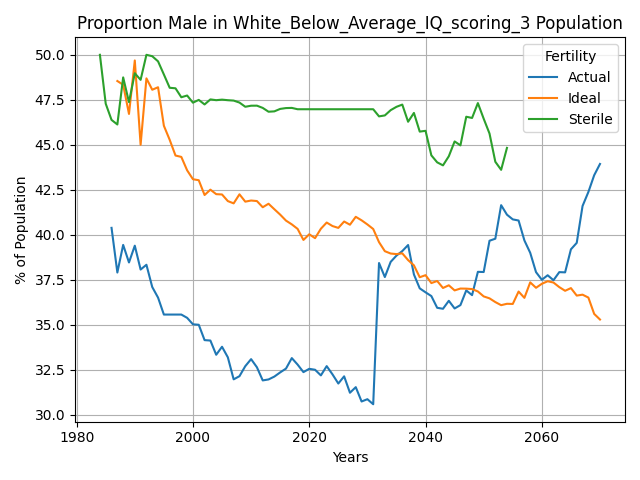 Proportion Male in White_Below_Average_IQ_scoring_3 Population
Fertility
Actual
Ideal
Sterile
% of Population
50.0
47.5
45.0
42.5
40.0
37.5
35.0
32.5
30.0
1980
2000
2020
2040
2060
Years